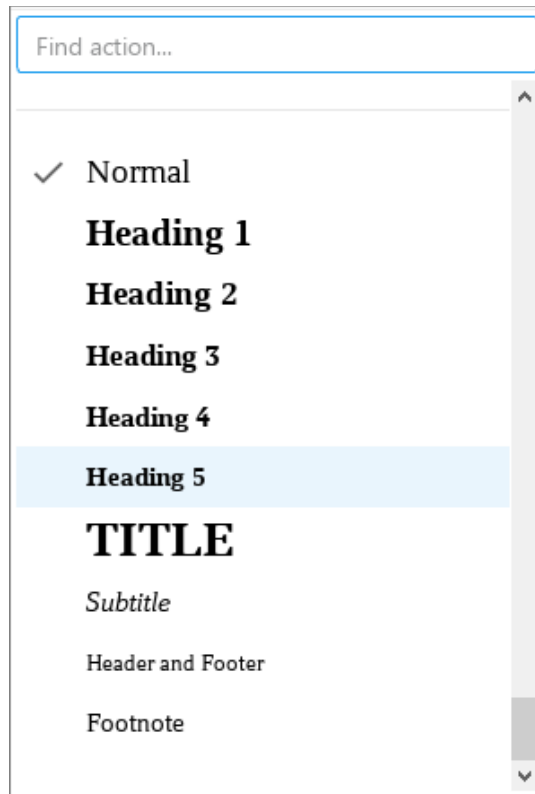 Find action...
Normal
Heading 1
Heading 2
Heading 3
Heading 4
Heading 5
TITLE
Subtitle
Header and Footer
Footnote